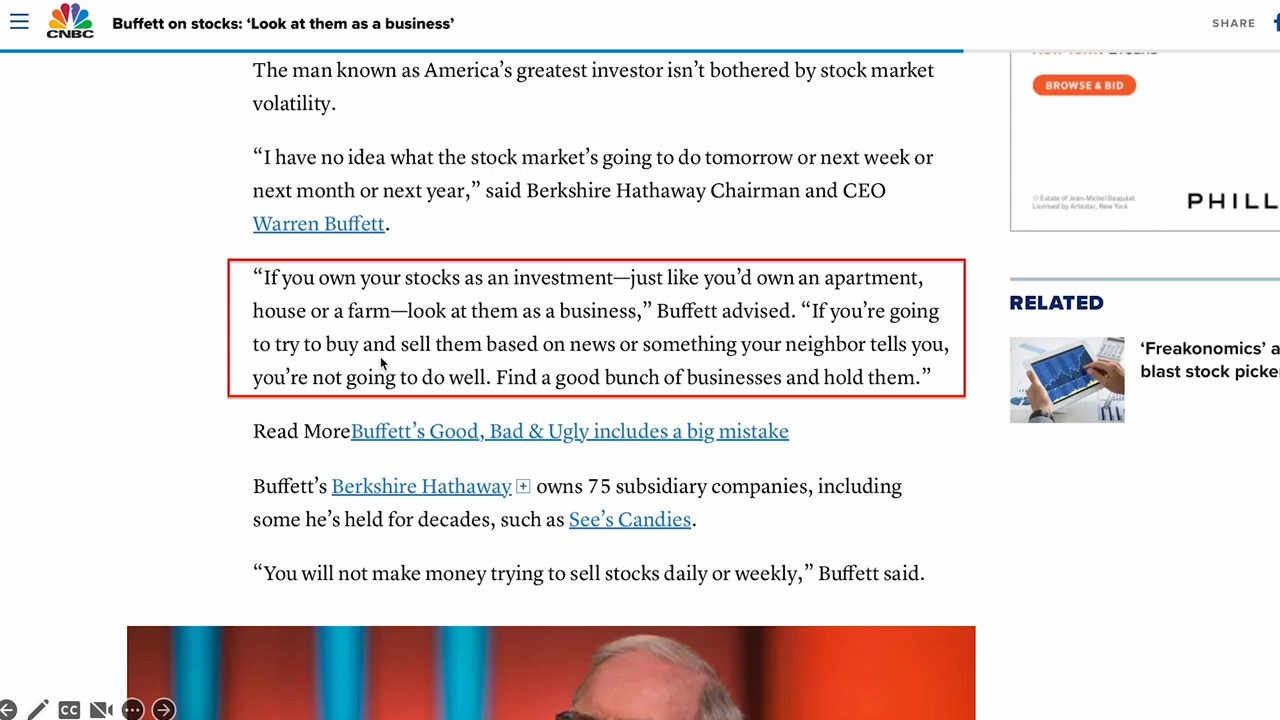 CNBC
Buffett on stocks: ‘Look at them as a business’
SHARE
The man known as America’s greatest investor isn’t bothered by stock market
volatility.
“I have no idea what the stock market’s going to do tomorrow or next week or
next month or next year,” said Berkshire Hathaway Chairman and CEO
Warren Buffett.
“If you own your stocks as an investment—just like you’d own an apartment,
house or a farm—look at them as a business,” Buffett advised. “If you’re going
to try to buy and sell them based on news or something your neighbor tells you,
you’re not going to do well. Find a good bunch of businesses and hold them.”
Read MoreBuffett’s Good, Bad & Ugly includes a big mistake
Buffett’s Berkshire Hathaway + owns 75 subsidiary companies, including
some he’s held for decades, such as See’s Candies.
“You will not make money trying to sell stocks daily or weekly,” Buffett said.
BROWSE & BID
© Estate of Jean-Michel Basquiat.
Licensed by Artestar, New York
PHILL
RELATED
‘Freakonomics’ a
blast stock picke
CC